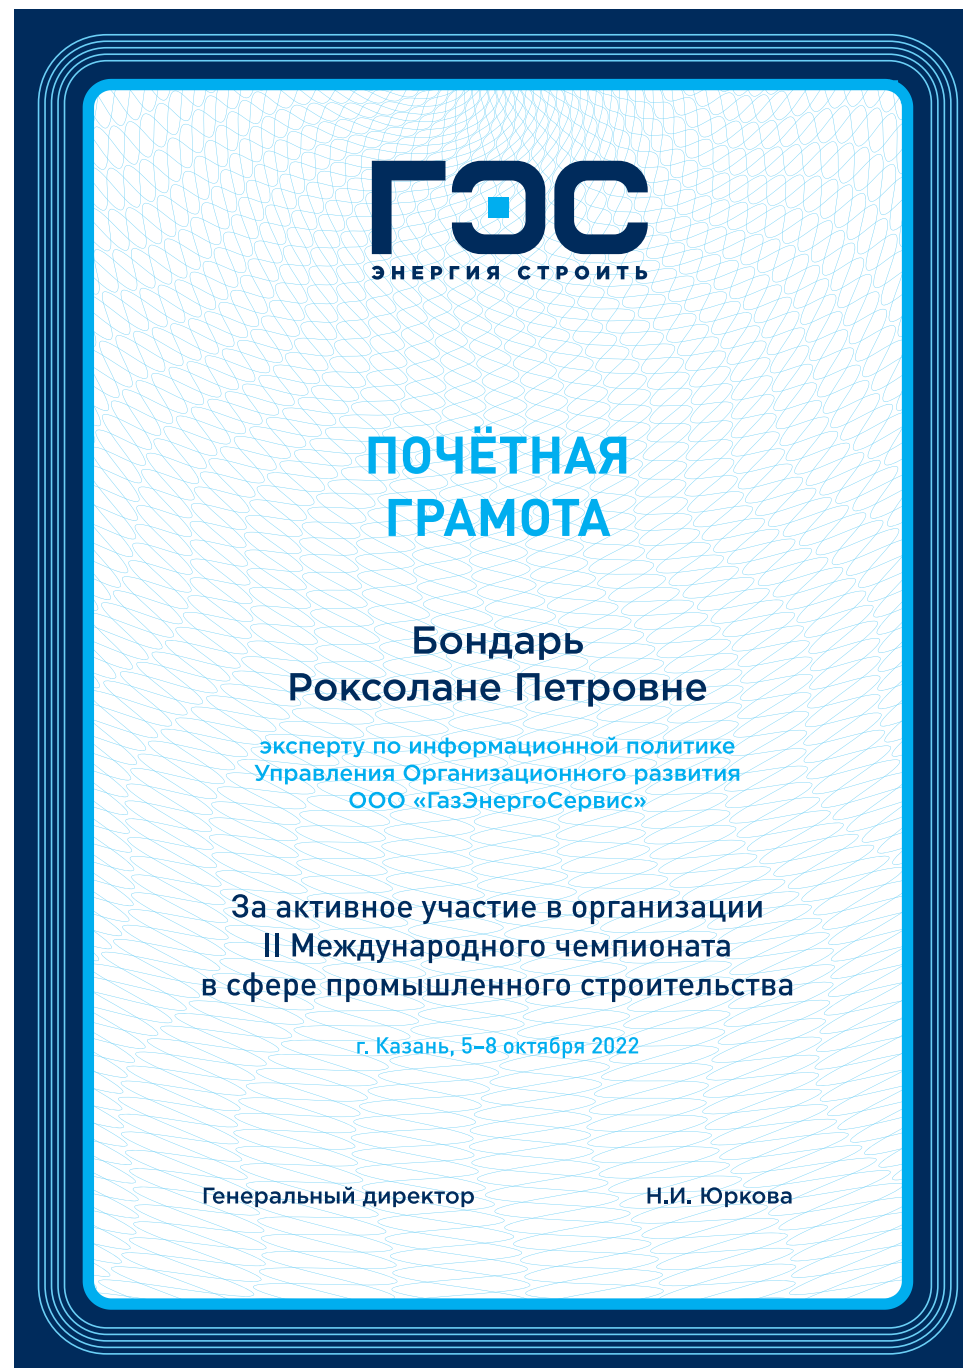 ГЭС
ЭНЕРГИЯ СТРОИТЬ
ПОЧЁТНАЯ
ГРАМОТА
Бондарь
Роксолане Петровне
эксперту по информационной политике
Управления Организационного развития
ООО «ГазЭнергоСервис»
За активное участие в организации
II Международного чемпионата
в сфере промышленного строительства
г. Казань, 5–8 октября 2022
Генеральный директор Н.И. Юркова